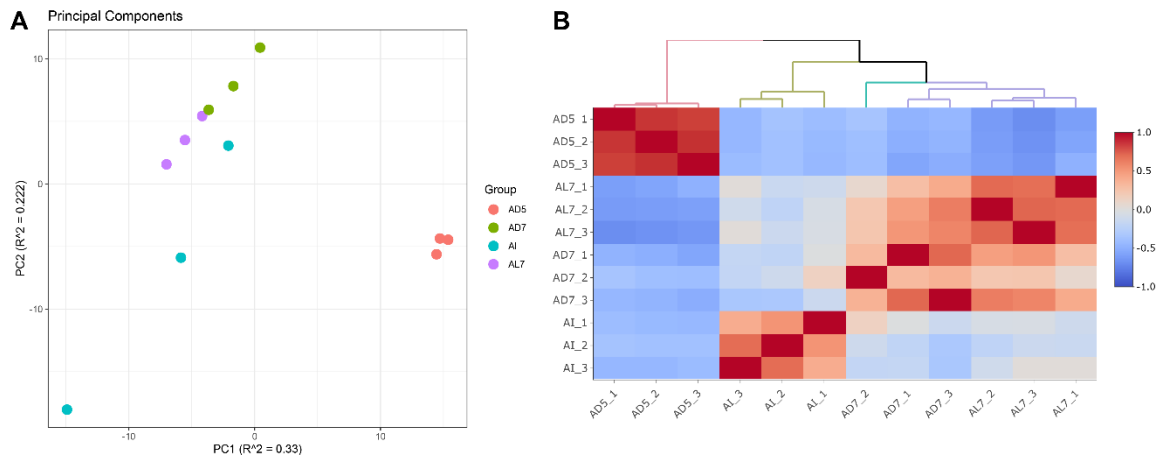 A
Principal Components
10
0
-10
PC2 (R^2 = 0.222)
-10
0
10
PC1 (R^2 = 0.33)
Group
AD5
AD7
AI
AL7
B
AD5_1
AD5_2
AD5_3
AL7_1
AL7_2
AL7_3
AD7_1
AD7_2
AD7_3
AI_1
AI_2
AI_3
AD5_1
AD5_2
AD5_3
AI_3
AI_2
AI_1
AD7_2
AD7_1
AD7_3
AL7_2
AL7_3
AL7_1
1.0
0.5
0.0
-0.5
-1.0